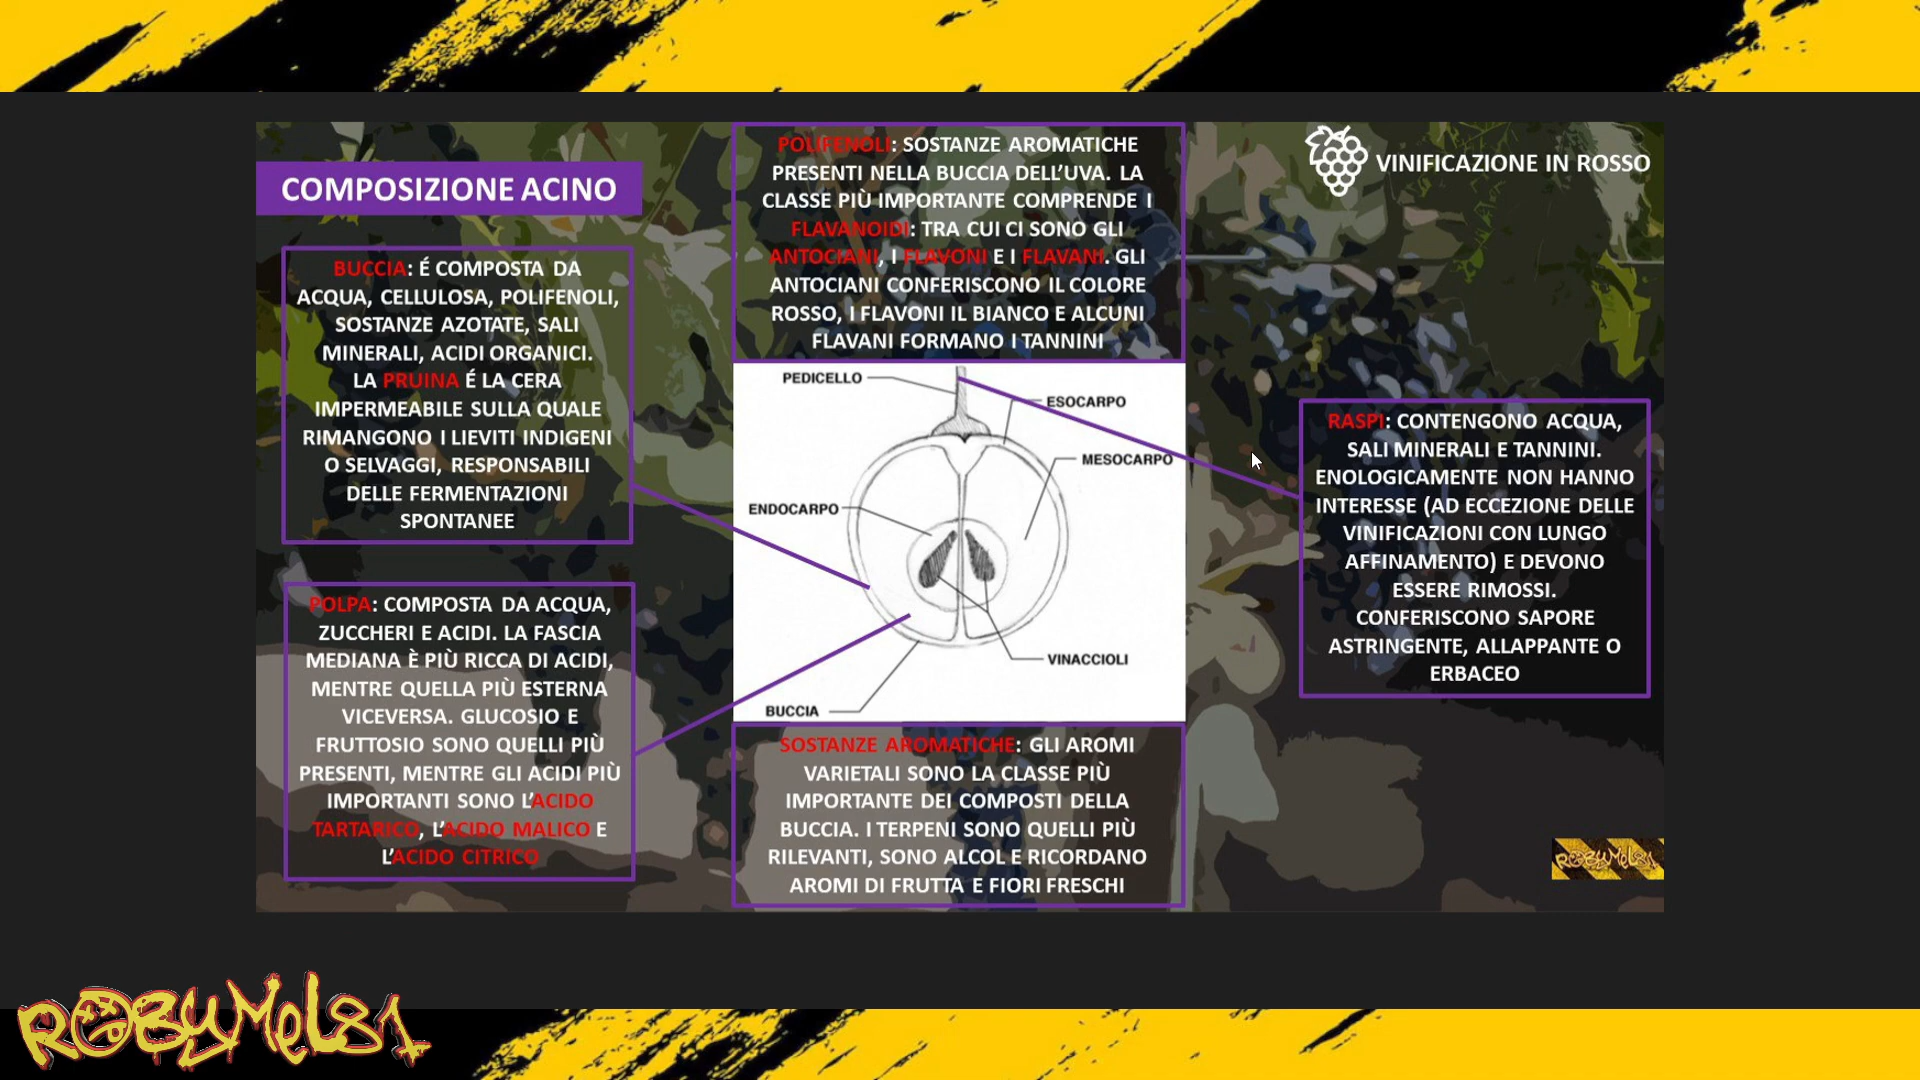 COMPOSIZIONE ACINO
VINIFICAZIONE IN ROSSO
BUCCIA: É COMPOSTA DA
ACQUA, CELLULOSA, POLIFENOLI,
SOSTANZE AZOTATE, SALI
MINERALI, ACIDI ORGANICI.
LA PRUINA É LA CERA
IMPERMEABILE SULLA QUALE
RIMANGONO I LIEVITI INDIGENI
O SELVAGGI, RESPONSABILI
DELLE FERMENTAZIONI
SPONTANEE
POLPA: COMPOSTA DA ACQUA,
ZUCCHERI E ACIDI. LA FASCIA
MEDIANA È PIÙ RICCA DI ACIDI,
MENTRE QUELLA PIÙ ESTERNA
VICEVERSA. GLUCOSIO E
FRUTTOSIO SONO QUELLI PIÙ
PRESENTI, MENTRE GLI ACIDI PIÙ
IMPORTANTI SONO L'ACIDO
TARTARICO, L'ACIDO MALICO E
L'ACIDO CITRICO
POLIFENOLI: SOSTANZE AROMATICHE
PRESENTI NELLA BUCCIA DELL'UVA. LA
CLASSE PIÙ IMPORTANTE COMPRENDE I
FLAVANOIDI: TRA CUI CI SONO GLI
ANTOCIANI, I FLAVONI E I FLAVANI. GLI
ANTOCIANI CONFERISCONO IL COLORE
ROSSO, I FLAVONI IL BIANCO E ALCUNI
FLAVANI FORMANO I TANNINI
PEDICELLO
ESOCARPO
MESOCARPO
ENDOCARPO
VINACCIOLI
BUCCIA
SOSTANZE AROMATICHE: GLI AROMI
VARIETALI SONO LA CLASSE PIÙ
IMPORTANTE DEI COMPOSTI DELLA
BUCCIA. I TERPENI SONO QUELLI PIÙ
RILEVANTI, SONO ALCOL E RICORDANO
AROMI DI FRUTTA E FIORI FRESCHI
RASPI: CONTENGONO ACQUA,
SALI MINERALI E TANNINI.
ENOLOGICAMENTE NON HANNO
INTERESSE (AD ECCEZIONE DELLE
VINIFICAZIONI CON LUNGO
AFFINAMENTO) E DEVONO
ESSERE RIMOSSI.
CONFERISCONO SAPORE
ASTRINGENTE, ALLAPPANTE O
ERBACEO
ROBYMEL81
ROBYMEL81